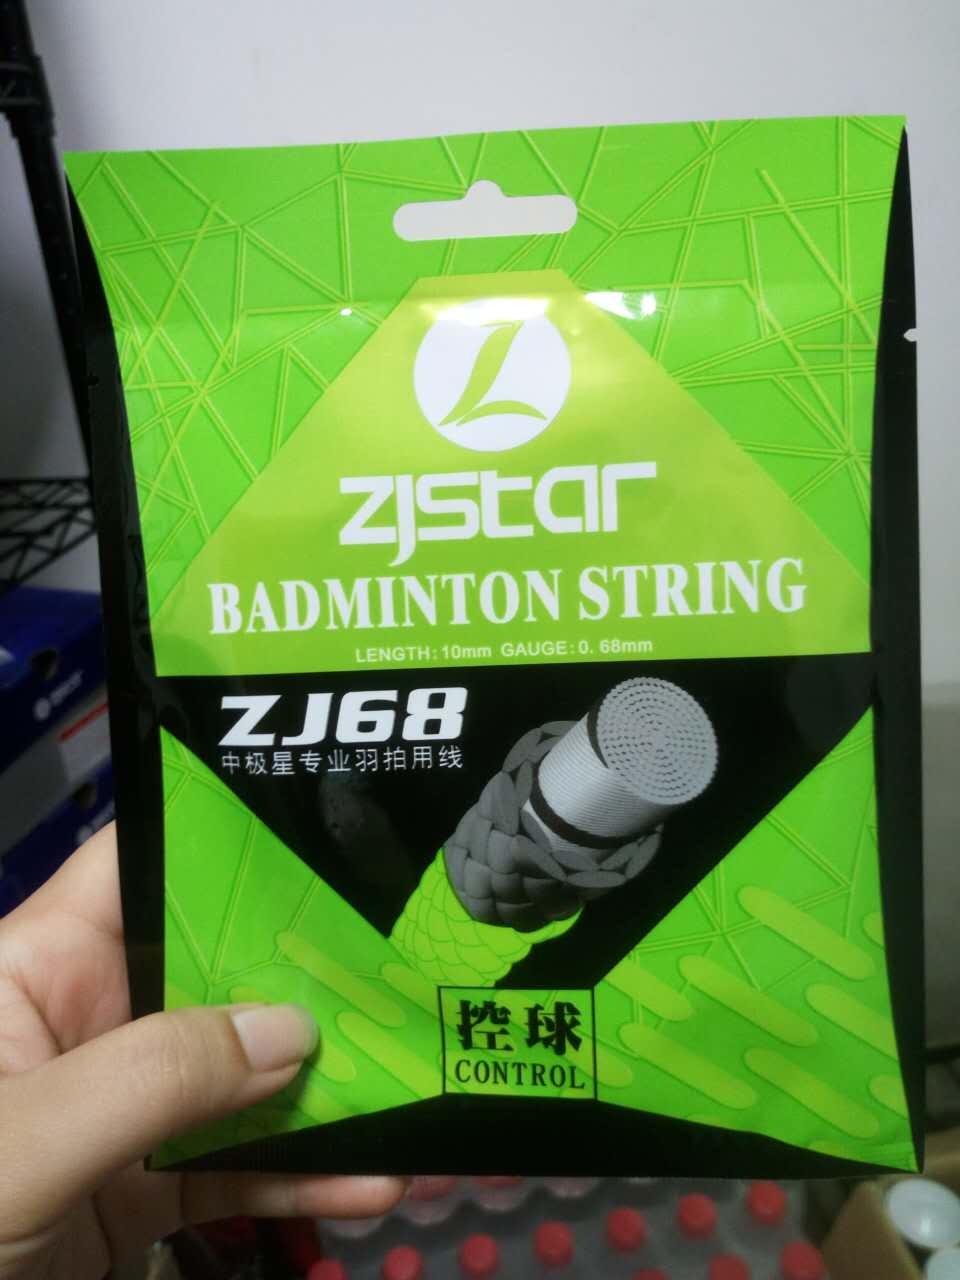 zjstar
BADMINTON STRING
LENGTH:10mm GAUGE:0.68mm
ZJ68
中极星专业羽拍用线
控球
CONTROL